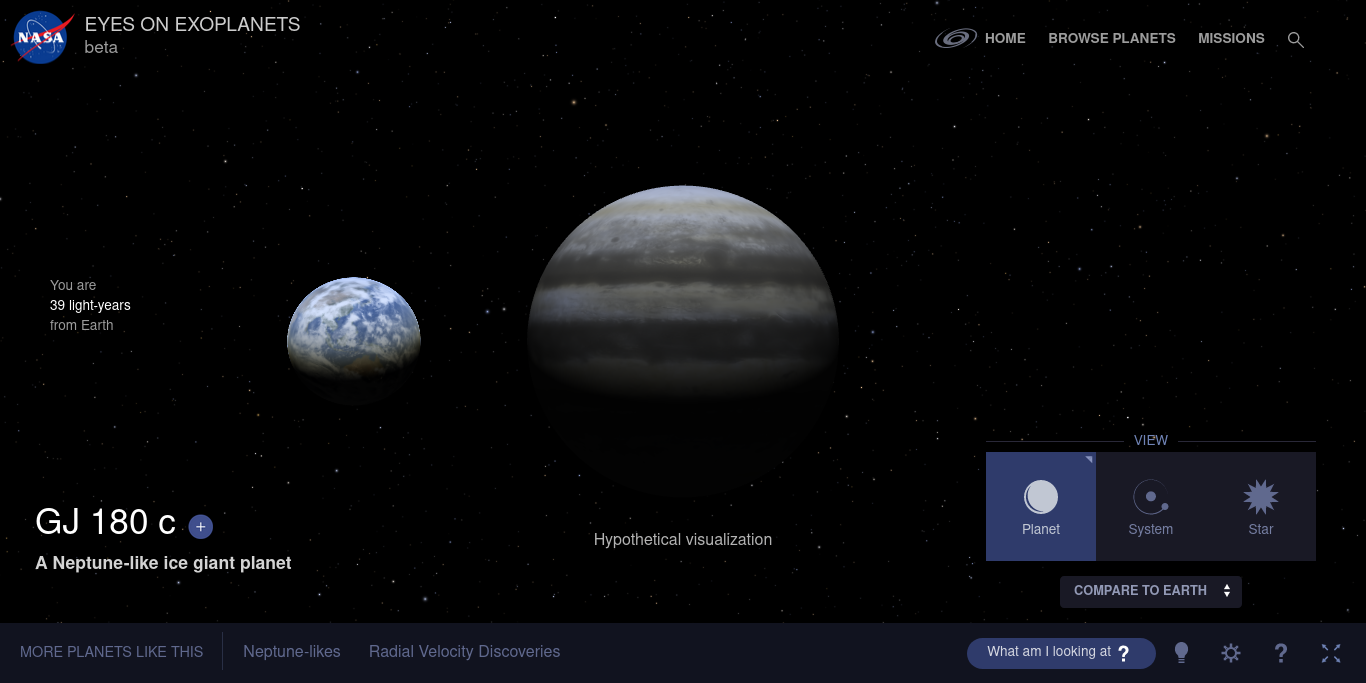 NASA
EYES ON EXOPLANETS
beta
HOME
BROWSE PLANETS
MISSIONS
You are
39 light-years
from Earth
GJ 180 c +
A Neptune-like ice giant planet
Hypothetical visualization
VIEW
Planet
System
Star
COMPARE TO EARTH
MORE PLANETS LIKE THIS
Neptune-likes
Radial Velocity Discoveries
What am I looking at ?
?